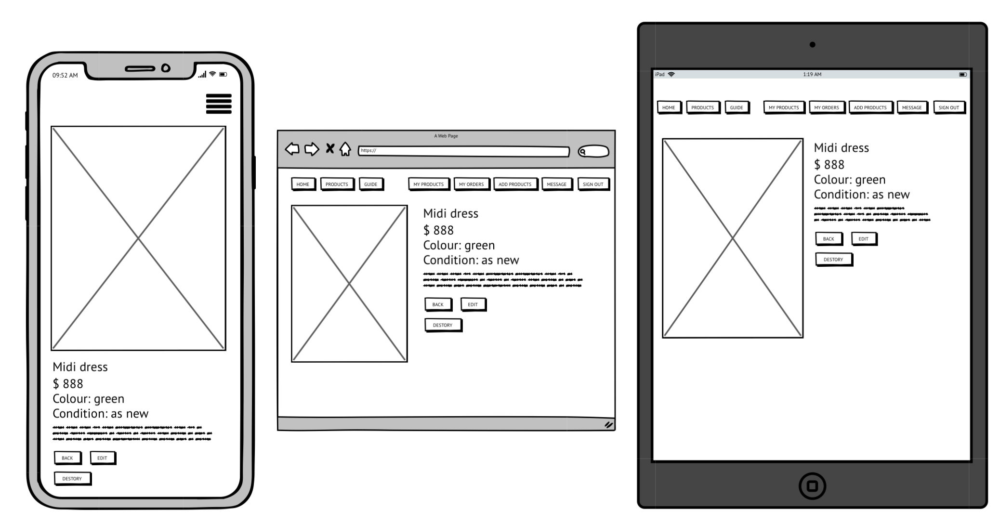 09:52 AM
Midi dress
$ 888
Colour: green
Condition: as new
BACK EDIT
DESTORY
A Web Page
https://
HOME PRODUCTS GUIDE MY PRODUCTS MY ORDERS ADD PRODUCTS MESSAGE SIGN OUT
Midi dress
$ 888
Colour: green
Condition: as new
BACK EDIT
DESTORY
iPad 1:19 AM
HOME PRODUCTS GUIDE MY PRODUCTS MY ORDERS ADD PRODUCTS MESSAGE SIGN OUT
Midi dress
$ 888
Colour: green
Condition: as new
BACK EDIT
DESTORY